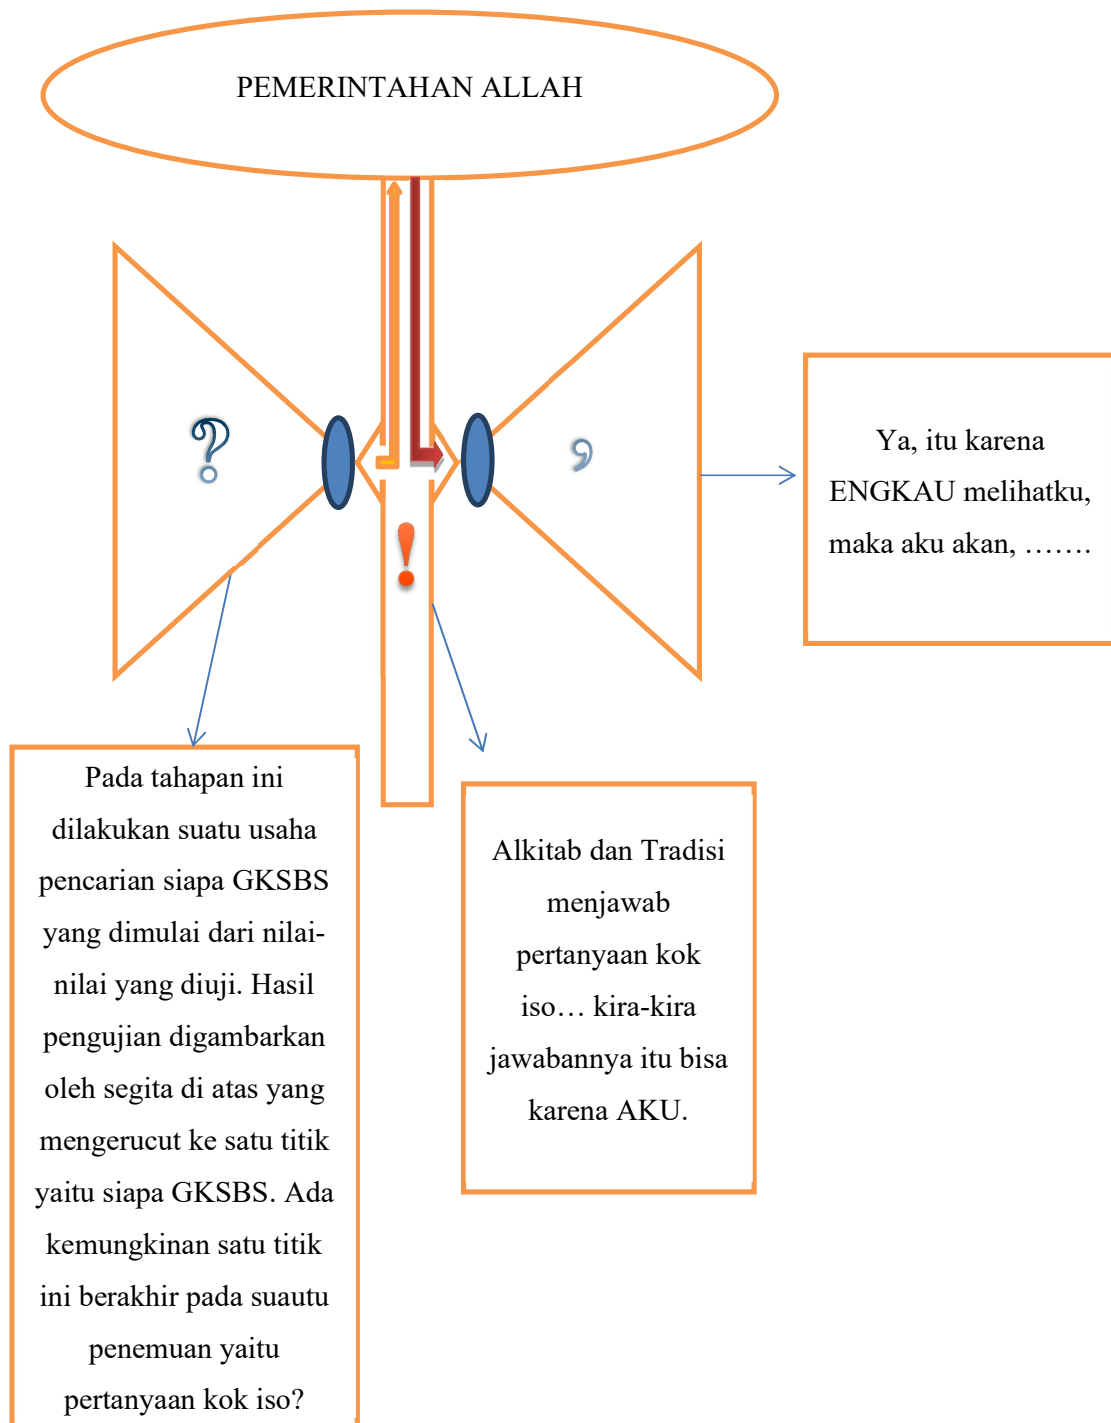 PEMERINTAHAN ALLAH
?
,
!
Ya, itu karena
ENGKAU melihatku,
maka aku akan, …….
Pada tahapan ini
dilakukan suatu usaha
pencarian siapa GKSBS
yang dimulai dari nilai-
nilai yang diuji. Hasil
pengujian digambarkan
oleh segita di atas yang
mengerucut ke satu titik
yaitu siapa GKSBS. Ada
kemungkinan satu titik
ini berakhir pada suautu
penemuan yaitu
pertanyaan kok iso?
Alkitab dan Tradisi
menjawab
pertanyaan kok
iso… kira-kira
jawabannya itu bisa
karena AKU.